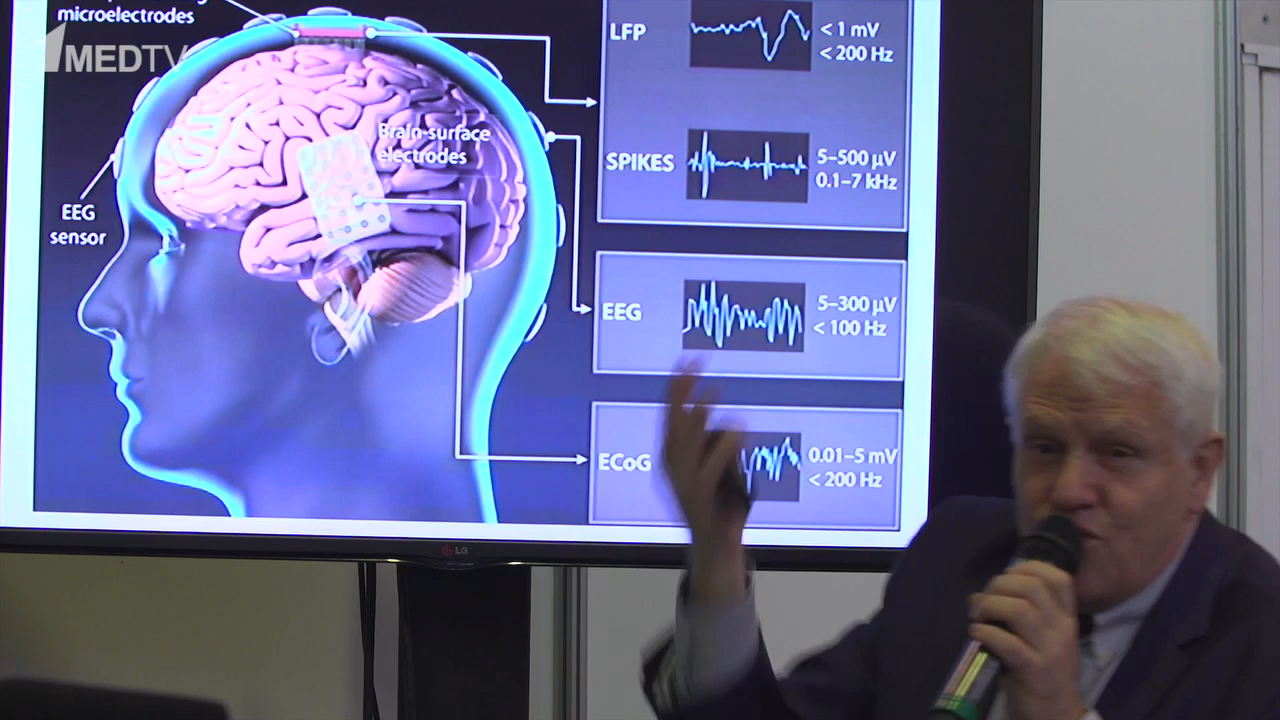 microelectrodes
1MEDTV
Brain-surface
electrodes
EEG
sensor
LFP
< 1 mV
< 200 Hz
SPIKES
5–500 µV
0.1–7 kHz
EEG
5–300 µV
< 100 Hz
ECoG
0.01–5 mV
< 200 Hz
LG